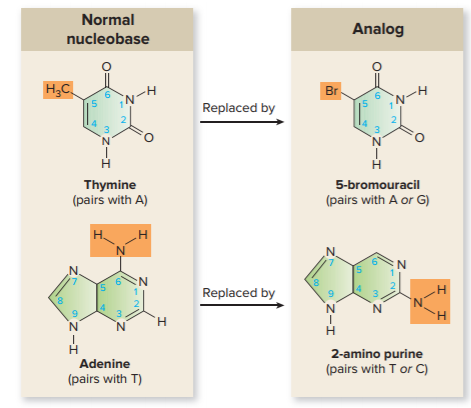 Normal
nucleobase
Analog
O
H₃C
6
5
1
N
H
4
3
2
N
O
H
Thymine
(pairs with A)
Replaced by
O
Br
6
5
1
N
H
4
3
2
N
O
H
5-bromouracil
(pairs with A or G)
H
H
N
N
7
5
6
N
1
8
9
4
3
2
N
N
H
H
Adenine
(pairs with T)
Replaced by
N
7
5
6
N
1
8
9
4
3
2
H
N
N
N
H
H
2-amino purine
(pairs with T or C)